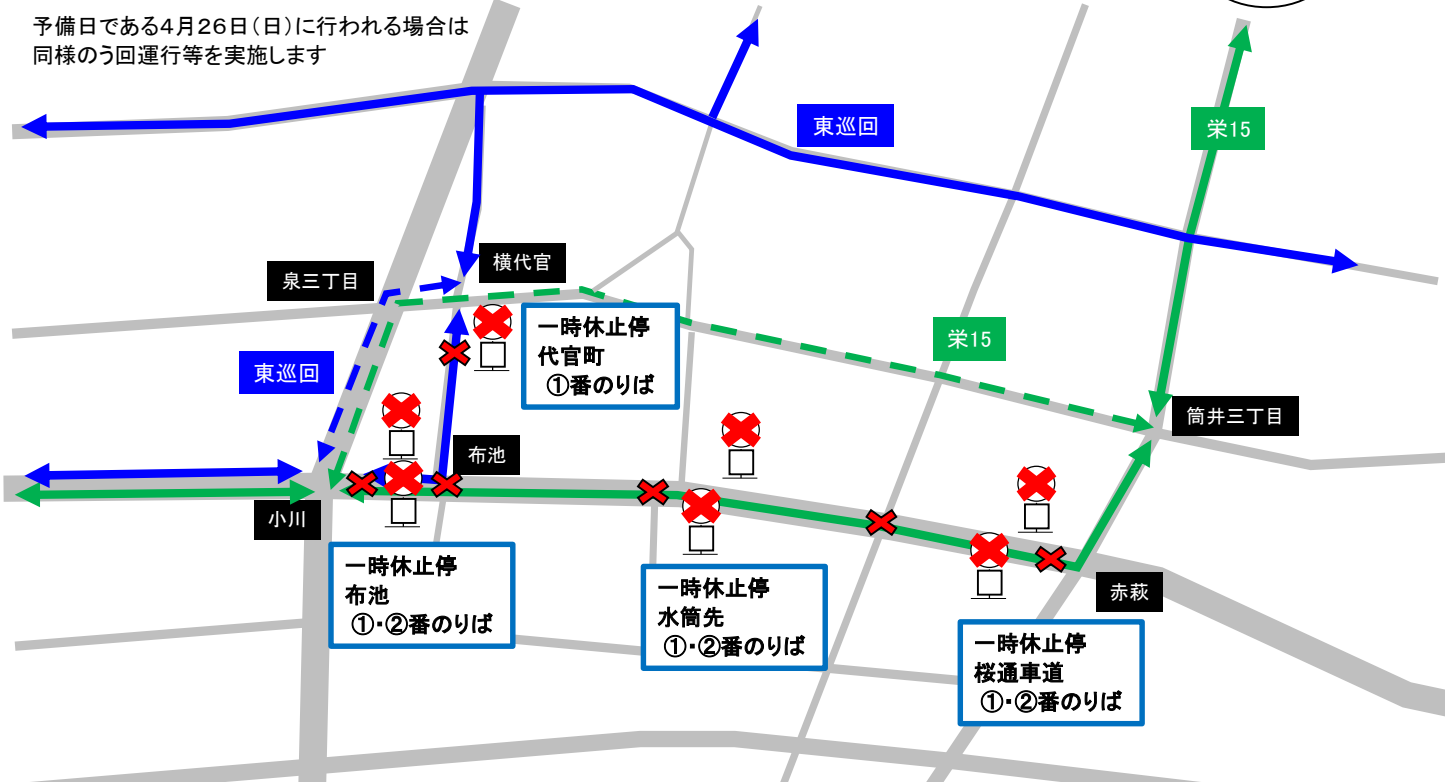 予備日である4月26日(日)に行われる場合は
同様のう回運行等を実施します
東巡回
栄15
横代官
泉三丁目
一時休止停
代官町
①番のりば
栄15
東巡回
筒井三丁目
布池
小川
一時休止停
布池
①・②番のりば
一時休止停
水筒先
①・②番のりば
赤萩
一時休止停
桜通車道
①・②番のりば